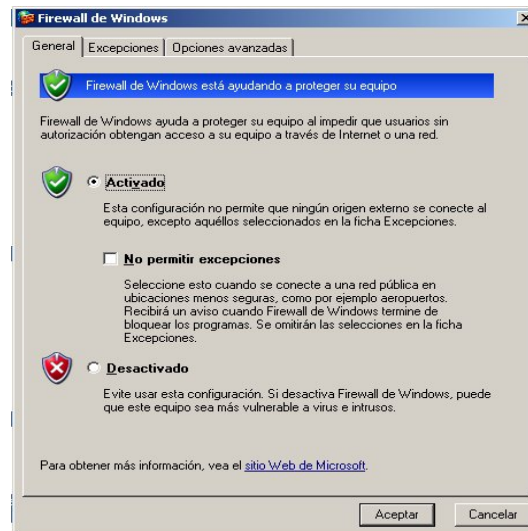 Firewall de Windows
General Excepciones Opciones avanzadas
Firewall de Windows está ayudando a proteger su equipo
Firewall de Windows ayuda a proteger su equipo al impedir que usuarios sin
autorización obtengan acceso a su equipo a través de Internet o una red.
Activado
Esta configuración no permite que ningún origen externo se conecte al
equipo, excepto aquéllos seleccionados en la ficha Excepciones.
No permitir excepciones
Seleccione esto cuando se conecte a una red pública en
ubicaciones menos seguras, como por ejemplo aeropuertos.
Recibirá un aviso cuando Firewall de Windows termine de
bloquear los programas. Se omitirán las selecciones en la ficha
Excepciones.
Desactivado
Evite usar esta configuración. Si desactiva Firewall de Windows, puede
que este equipo sea más vulnerable a virus e intrusos.
Para obtener más información, vea el sitio Web de Microsoft.
Aceptar Cancelar